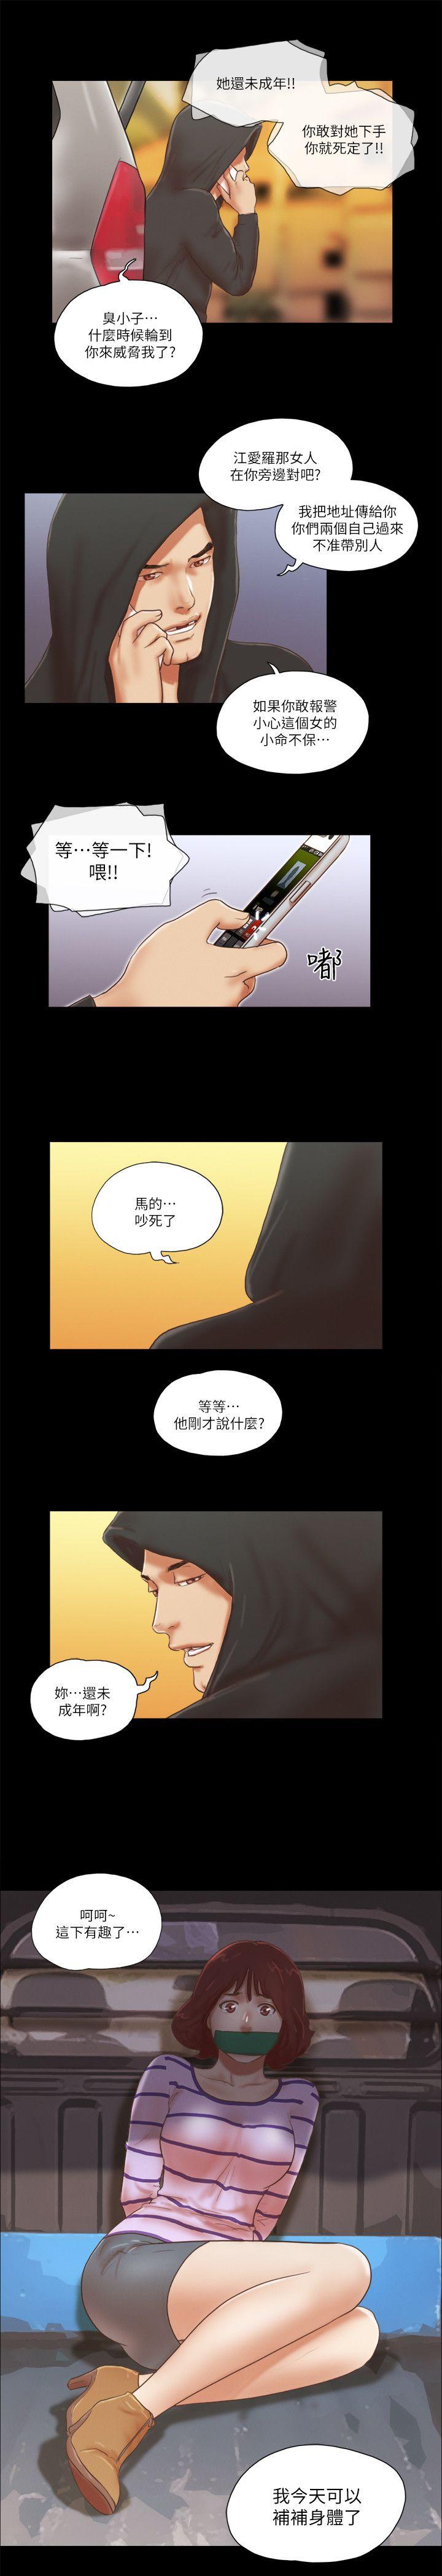 她還未成年!!
你敢對她下手
你就死定了!!
臭小子…
什麼時候輪到
你來威脅我了?
江愛羅那女人
在你旁邊對吧?
我把地址傳給你
你們兩個自己過來
不准帶別人
如果你敢報警
小心這個女的
小命不保…
等…等一下!
喂!!
嘟
馬的…
吵死了
等等…
他剛才說什麼?
妳…還未
成年啊?
呵呵~
這下有趣了…
我今天可以
補補身體了